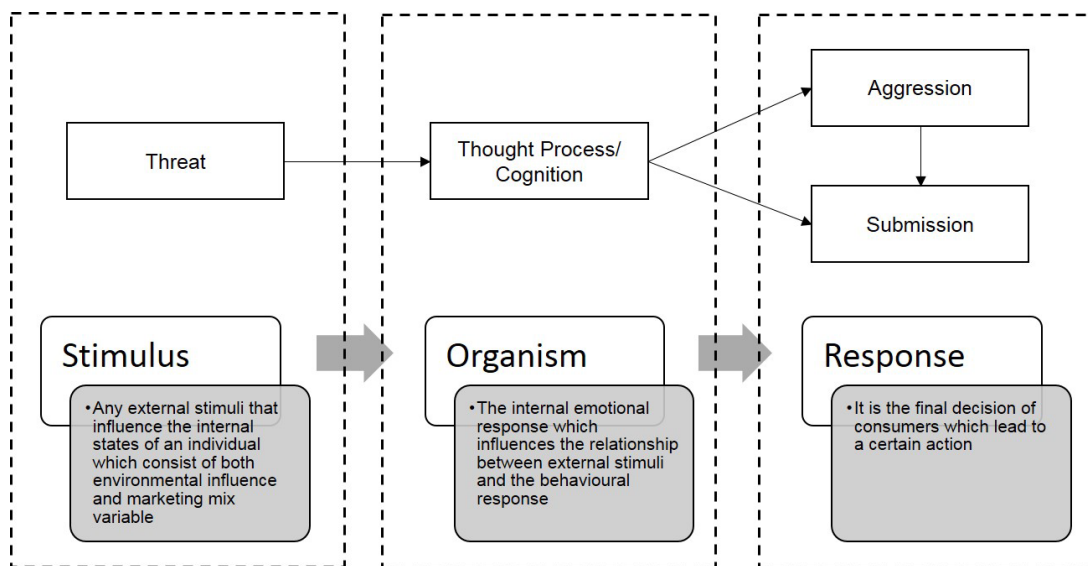 Threat
Thought Process/
Cognition
Aggression
Submission
Stimulus
•Any external stimuli that
influence the internal
states of an individual
which consist of both
environmental influence
and marketing mix
variable
Organism
•The internal emotional
response which
influences the relationship
between external stimuli
and the behavioural
response
Response
•It is the final decision of
consumers which lead to
a certain action